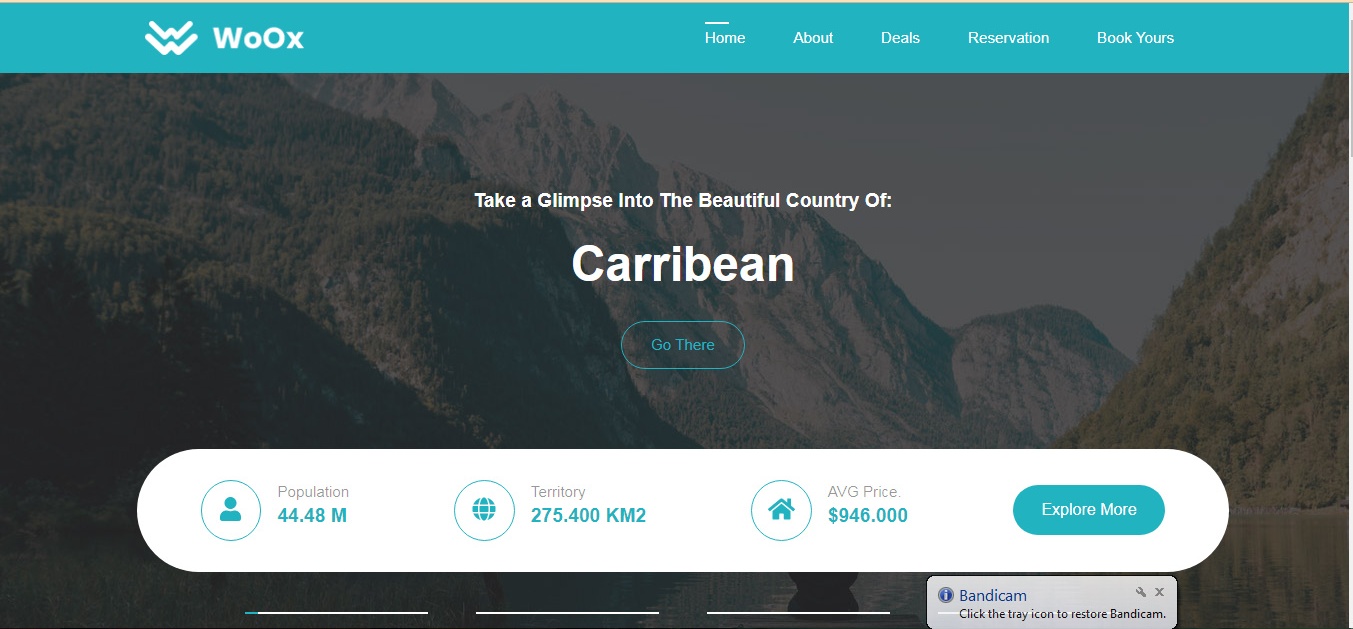 WoOx
Home About Deals Reservation Book Yours
Take a Glimpse Into The Beautiful Country Of:
Carribean
Go There
Population
44.48 M
Territory
275.400 KM2
AVG Price.
$946.000
Explore More
Bandicam
Click the tray icon to restore Bandicam.